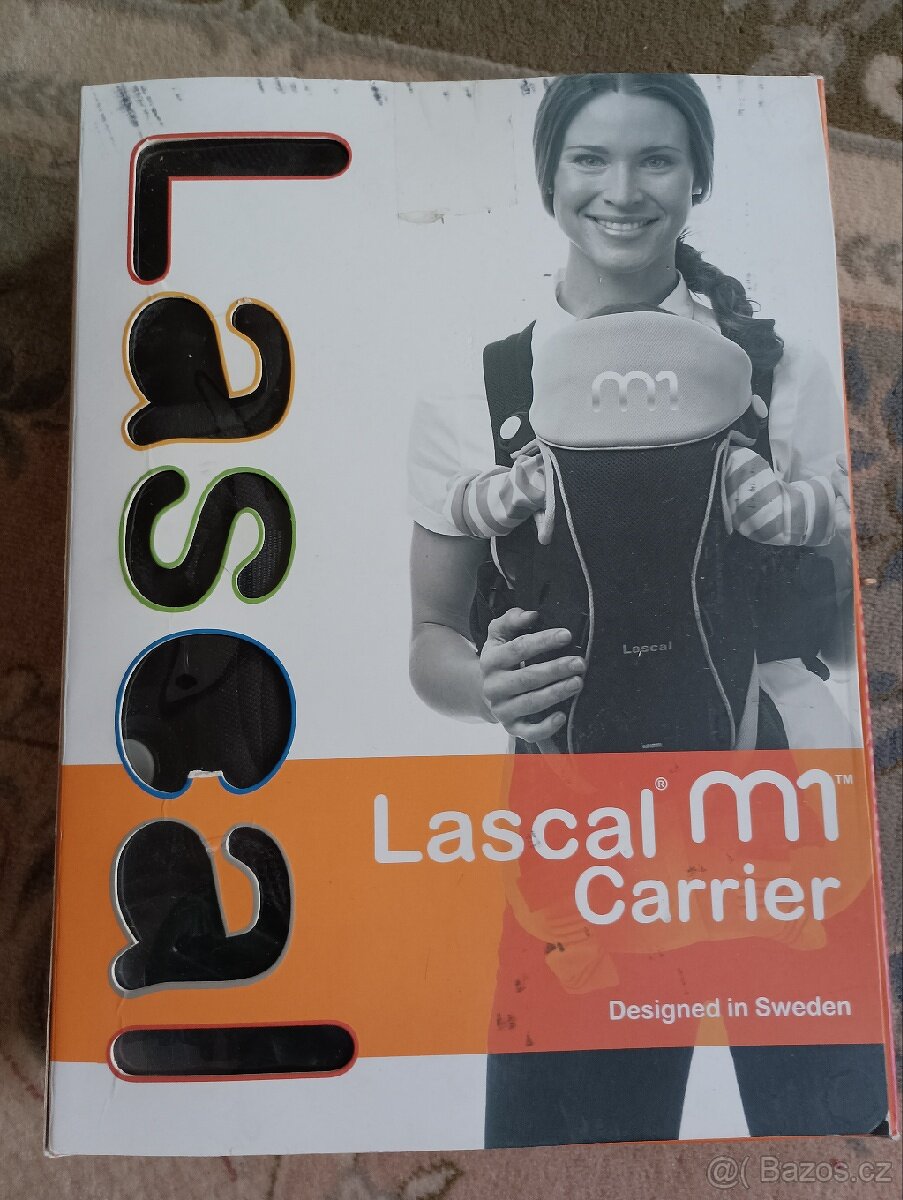 Lascal
m1
Lascal
Lascal® m1™
Carrier
Designed in Sweden
@( Bazos.cz